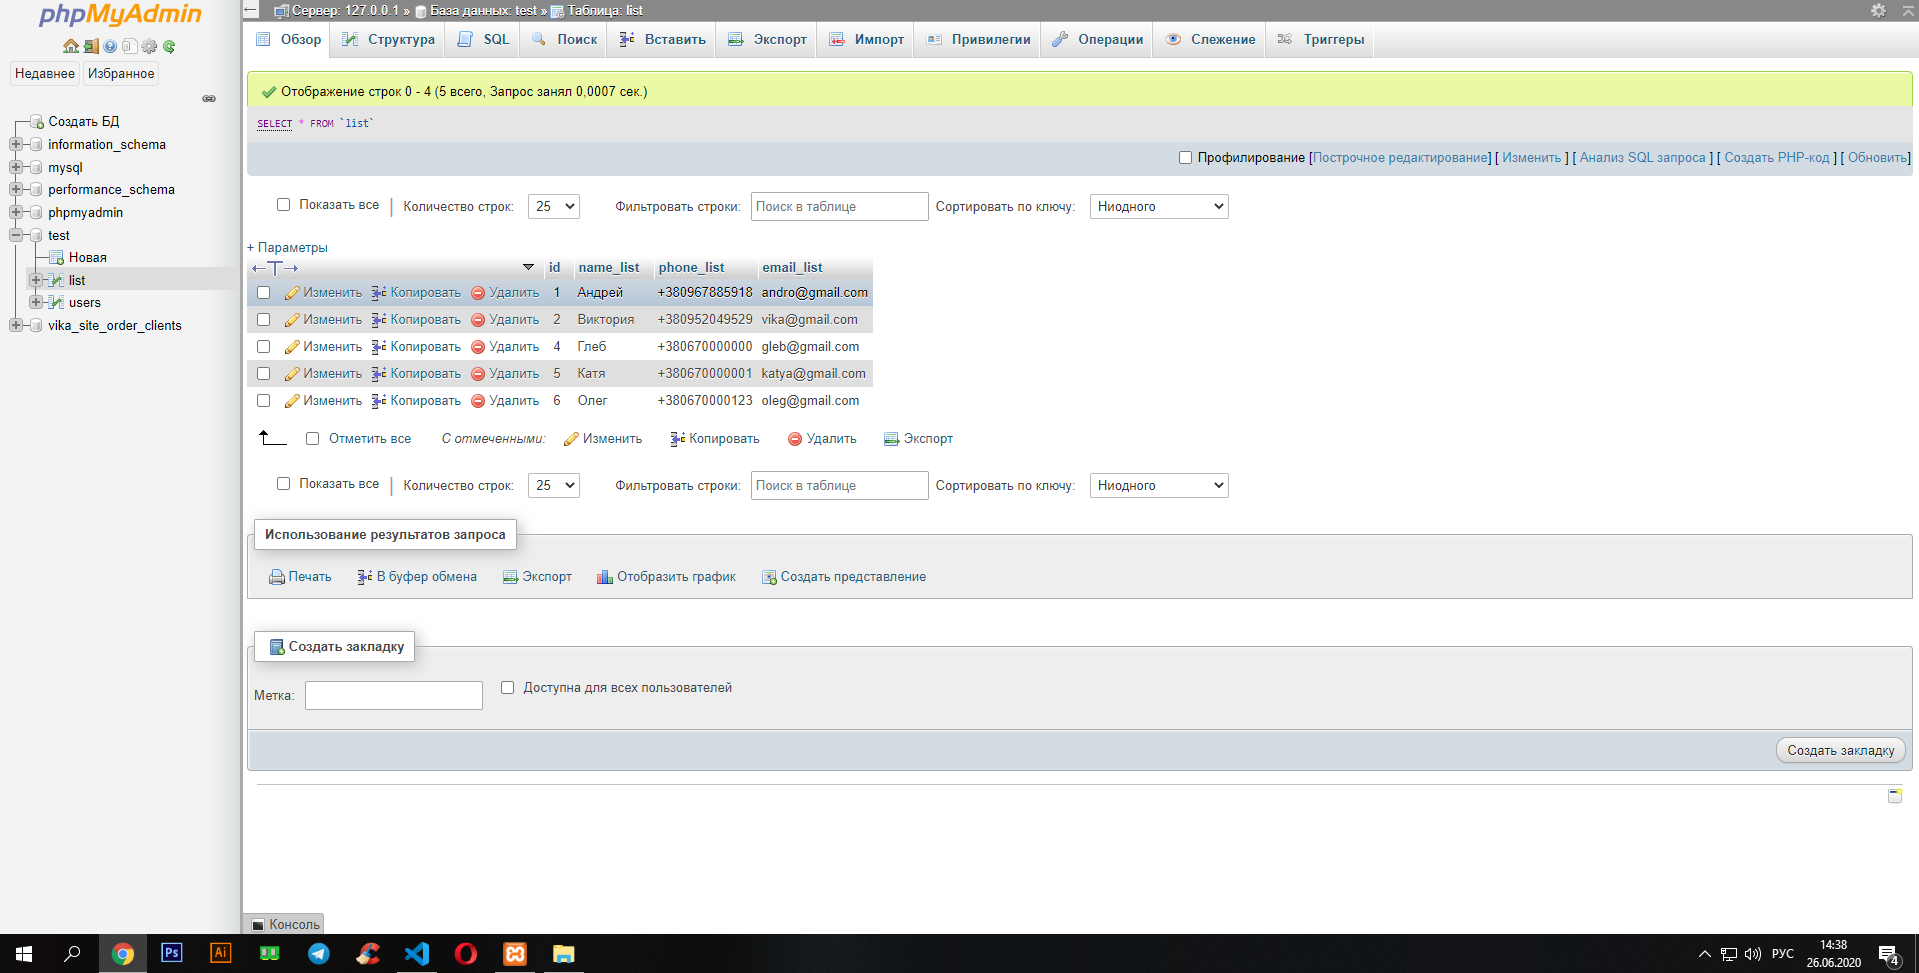 phpMyAdmin
Недавнее Избранное
Создать БД
information_schema
mysql
performance_schema
phpmyadmin
test
Новая
list
users
vika_site_order_clients
Сервер: 127.0.0.1 » База данных: test » Таблица: list
Обзор Структура SQL Поиск Вставить Экспорт Импорт Привилегии Операции Слежение Триггеры
Отображение строк 0 - 4 (5 всего, Запрос занял 0,0007 сек.)
SELECT * FROM `list`
Профилирование [Построчное редактирование] [ Изменить ] [ Анализ SQL запроса ] [ Создать PHP-код ] [ Обновить]
Показать все | Количество строк: 25 Фильтровать строки: Поиск в таблице Сортировать по ключу: Ниодного
+ Параметры
id name_list phone_list email_list
Изменить Копировать Удалить 1 Андрей +380967885918 andro@gmail.com
Изменить Копировать Удалить 2 Виктория +380952049529 vika@gmail.com
Изменить Копировать Удалить 4 Глеб +380670000000 gleb@gmail.com
Изменить Копировать Удалить 5 Катя +380670000001 katya@gmail.com
Изменить Копировать Удалить 6 Олег +380670000123 oleg@gmail.com
Отметить все С отмеченными: Изменить Копировать Удалить Экспорт
Показать все | Количество строк: 25 Фильтровать строки: Поиск в таблице Сортировать по ключу: Ниодного
Использование результатов запроса
Печать В буфер обмена Экспорт Отобразить график Создать представление
Создать закладку
Метка: Доступна для всех пользователей
Создать закладку
Консоль
Ps Ai РУС 14:38
26.06.2020 4